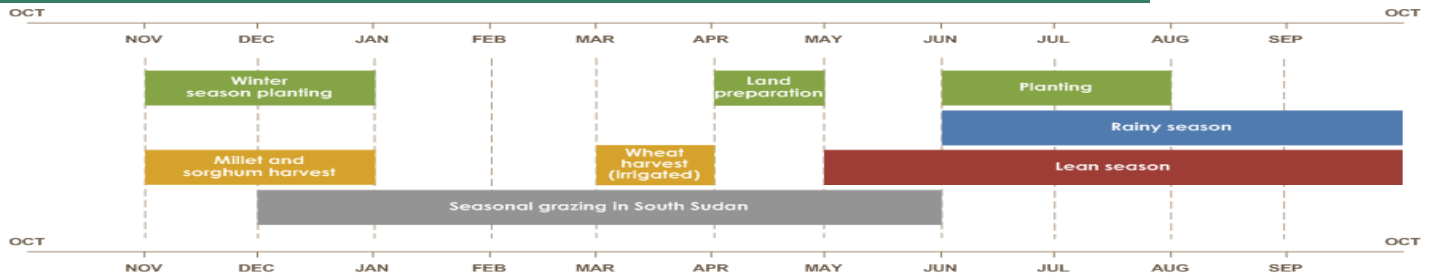 OCT OCT
NOV DEC JAN FEB MAR APR MAY JUN JUL AUG SEP
Winter
season planting
Land
preparation
Planting
Rainy season
Millet and
sorghum harvest
Wheat
harvest
(irrigated)
Lean season
Seasonal grazing in South Sudan
OCT OCT
NOV DEC JAN FEB MAR APR MAY JUN JUL AUG SEP